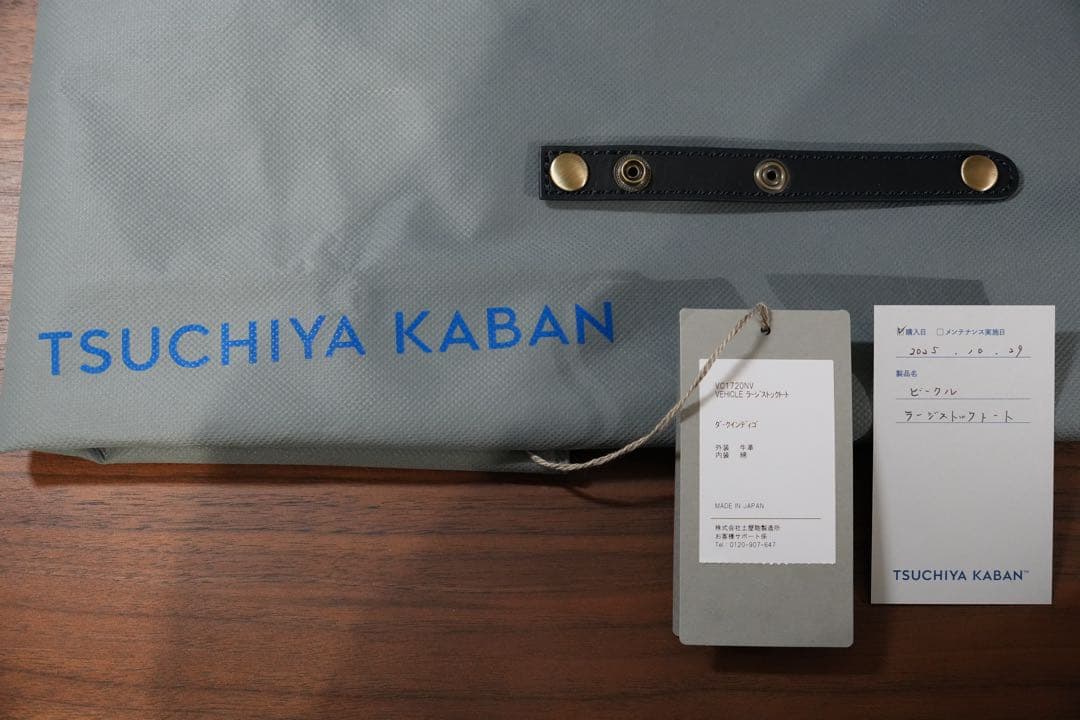 TSUCHIYA KABAN
VC1720NV
VEHICLE ラージストックトート
ダークインディゴ
外装 牛革
内装 綿
MADE IN JAPAN
株式会社土屋鞄製造所
お客様サポート係
Tel：0120-907-647
購入日 メンテナンス実施日
2025 . 10 . 29
製品名
ビークル
ラージストックトート
TSUCHIYA KABAN™